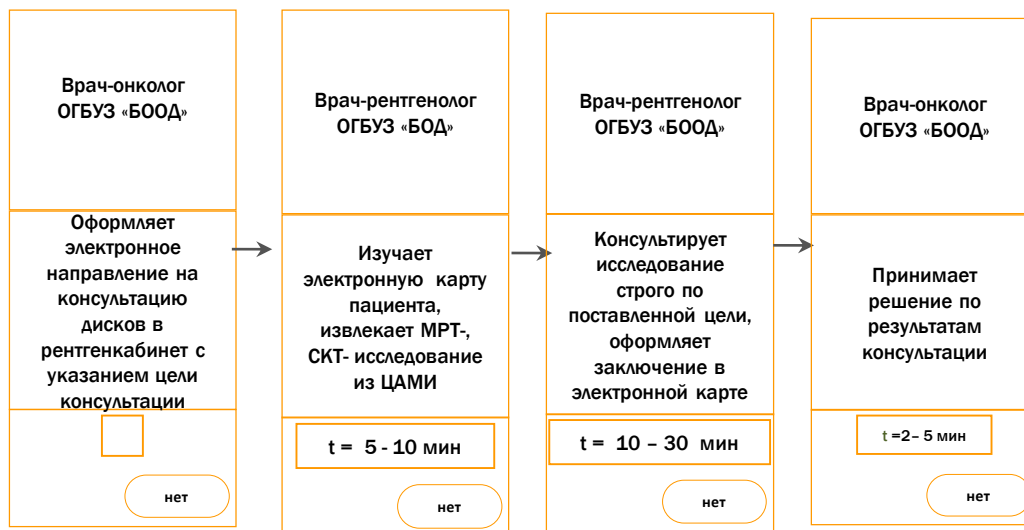 Врач-онколог
ОГБУЗ «БООД»
Оформляет
электронное
направление на
консультацию
дисков в
рентгенкабинет с
указанием цели
консультации
нет
Врач-рентгенолог
ОГБУЗ «БОД»
Изучает
электронную карту
пациента,
извлекает МРТ-,
СКТ- исследование
из ЦАМИ
t = 5 - 10 мин
нет
Врач-рентгенолог
ОГБУЗ «БООД»
Консультирует
исследование
строго по
поставленной цели,
оформляет
заключение в
электронной карте
t = 10 – 30 мин
нет
Врач-онколог
ОГБУЗ «БООД»
Принимает
решение по
результатам
консультации
t =2– 5 мин
нет